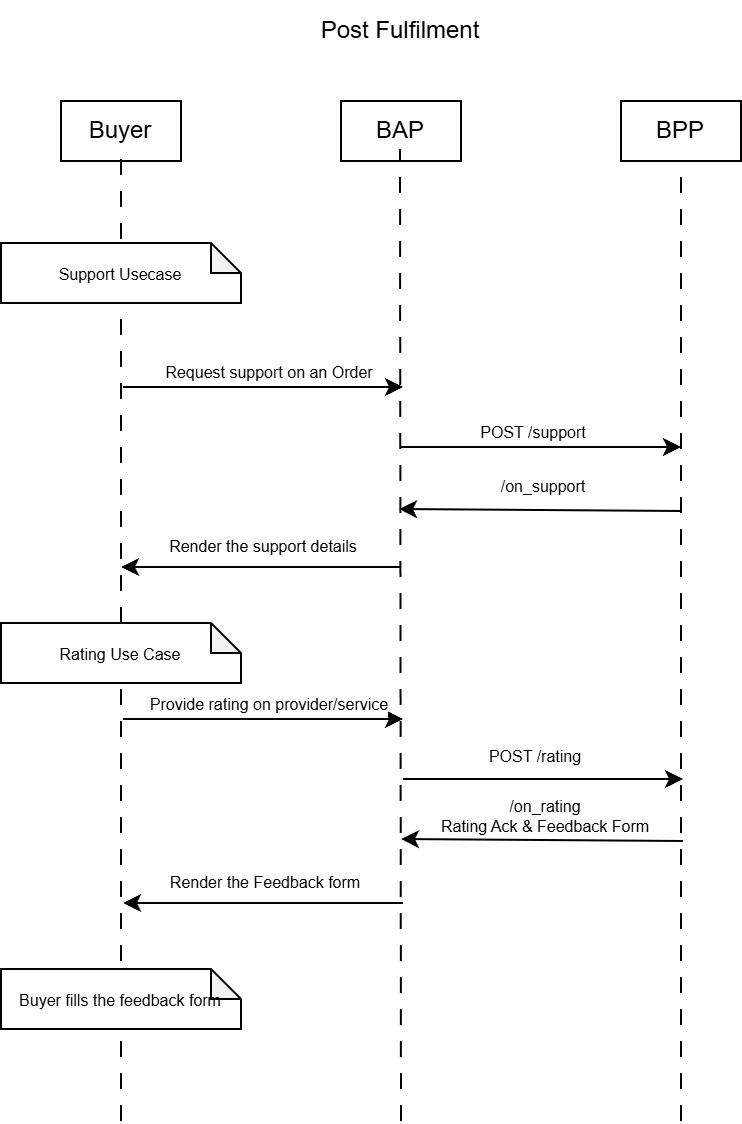 Post Fulfilment
Buyer
BAP
BPP
Support Usecase
Request support on an Order
POST /support
/on_support
Render the support details
Rating Use Case
Provide rating on provider/service
POST /rating
/on_rating
Rating Ack & Feedback Form
Render the Feedback form
Buyer fills the feedback form